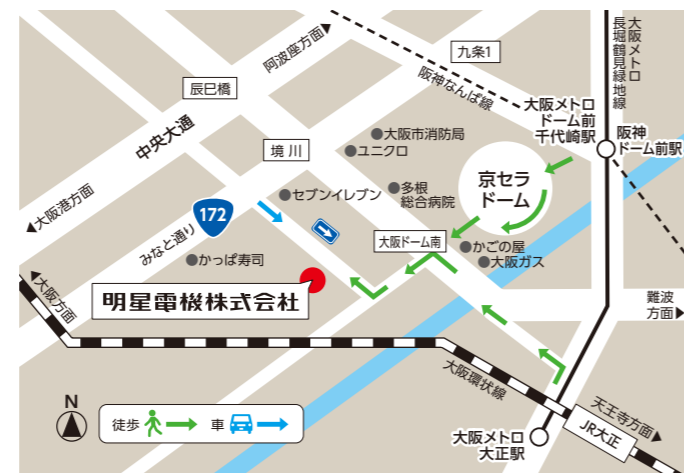 阿波座方面▶
九条1
大阪メトロ
長堀鶴見緑地線
辰巳橋
阪神なんば線
大阪メトロ
ドーム前
千代崎駅
中央大通
●大阪市消防局
境川
●ユニクロ
阪神
ドーム前駅
京セラ
ドーム
●セブンイレブン
●多根
総合病院
◀大阪港方面
172
みなと通り
大阪ドーム南
●かごの屋
●かっぱ寿司
●大阪ガス
◀大阪方面
明星電機株式会社
難波
方面▶
大阪環状線
N
徒歩
車
天王寺方面▶
JR大正
大阪メトロ
大正駅